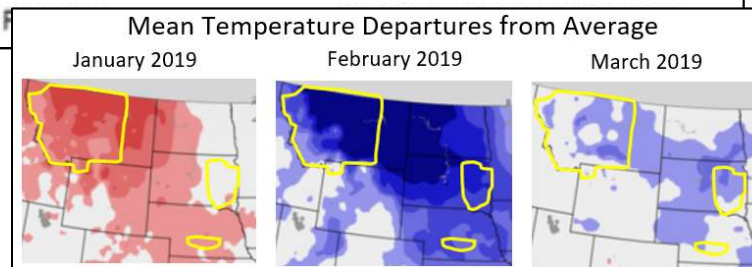 Mean Temperature Departures from Average
January 2019
February 2019
March 2019